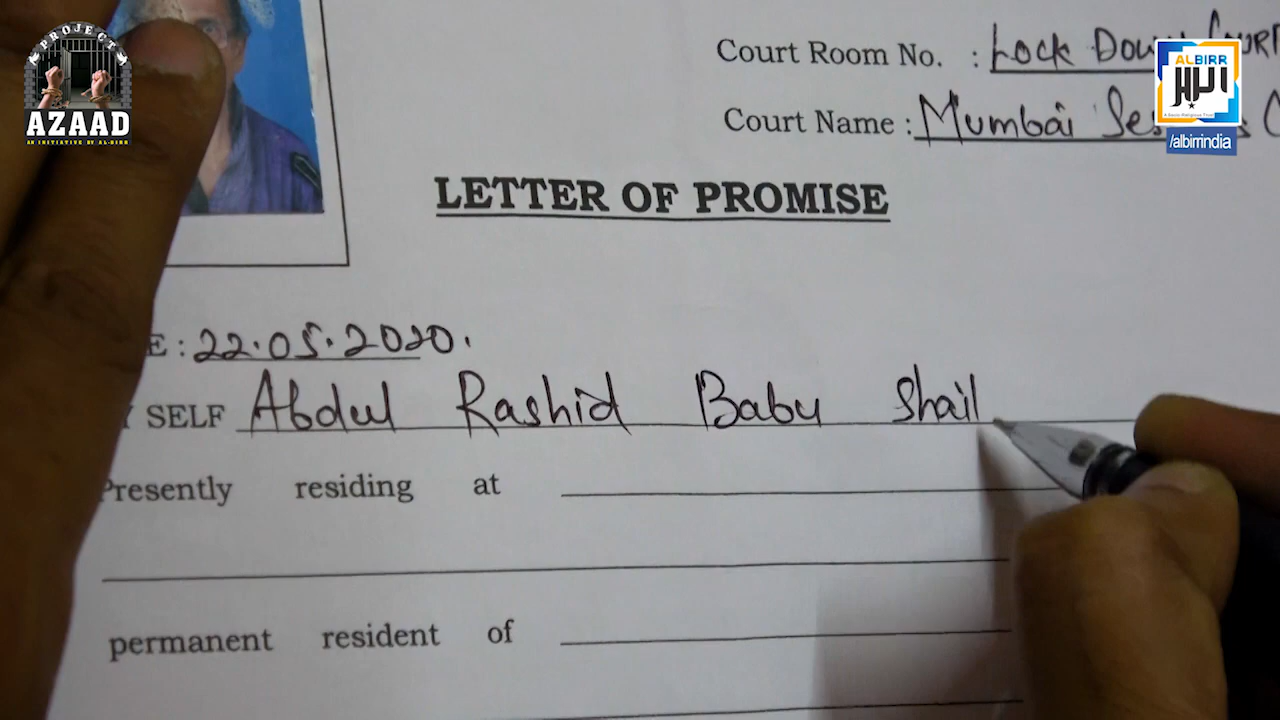 PROJECT
AZAAD
AN INITIATIVE BY AL-BIRR
ALBIRR
البر
/albirrindia
Court Room No. : Lock Down
Court Name : Mumbai
LETTER OF PROMISE
E : 22.05.2020.
Y SELF Abdul Rashid Babu Shail
Presently residing at
permanent resident of